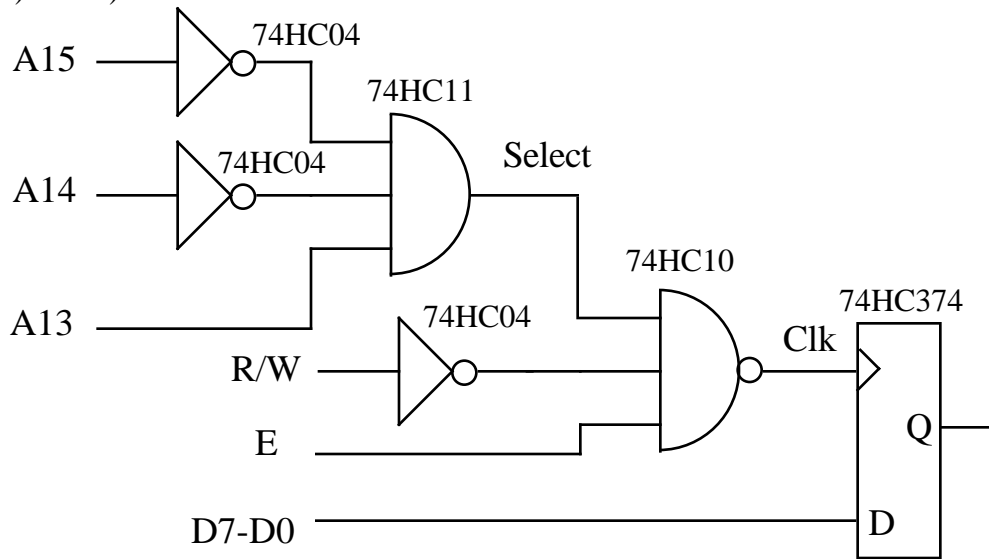 74HC04
A15
74HC11
74HC04
Select
A14
74HC10
A13
74HC04
74HC374
Clk
R/W
E
Q
D7-D0
D